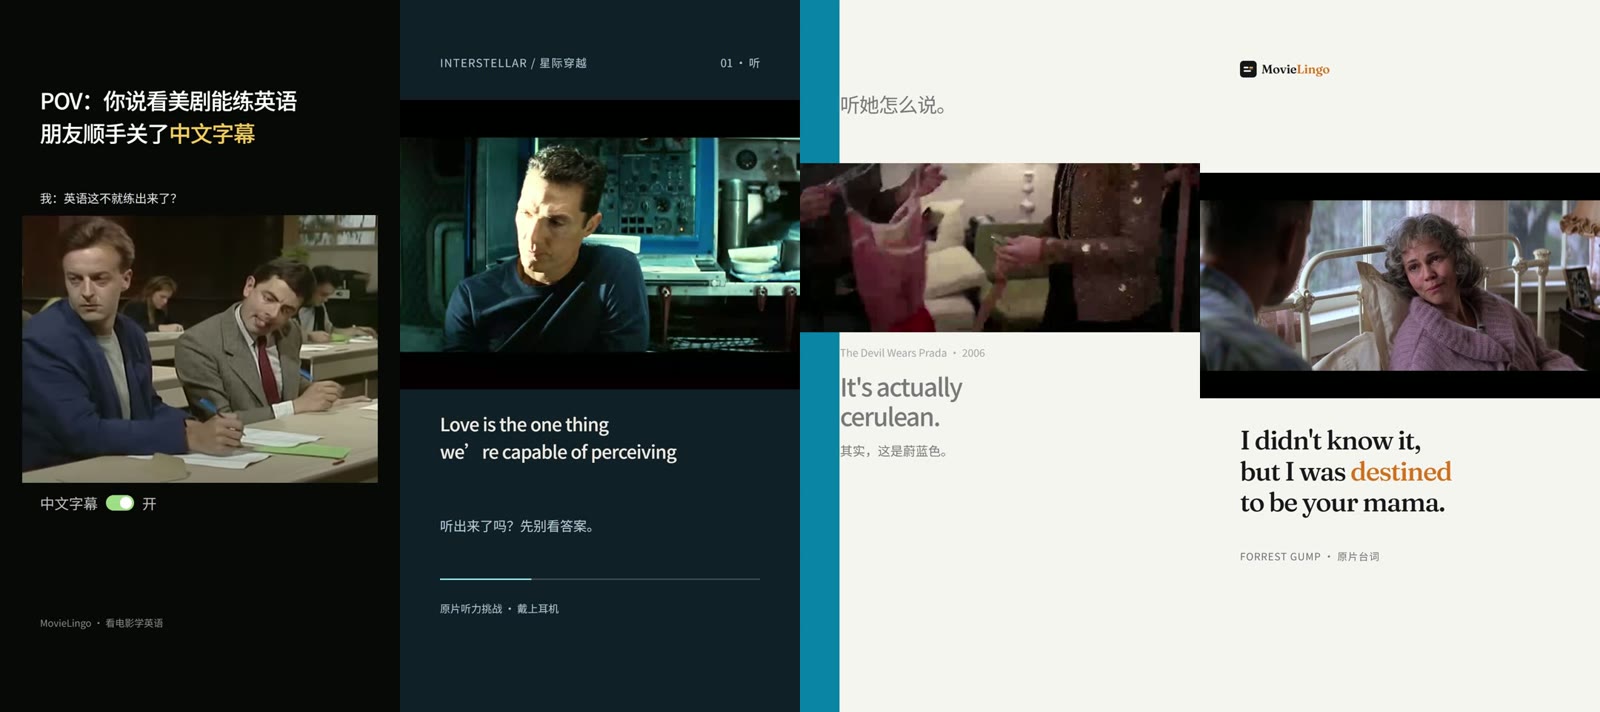 POV：你说看美剧能练英语
朋友顺手关了中文字幕
我：英语这不就练出来了？
中文字幕 开
MovieLingo · 看电影学英语
INTERSTELLAR / 星际穿越
01 · 听
Love is the one thing
we’re capable of perceiving
听出来了吗？先别看答案。
原片听力挑战 · 戴上耳机
听她怎么说。
The Devil Wears Prada · 2006
It's actually
cerulean.
其实，这是蔚蓝色。
MovieLingo
I didn't know it,
but I was destined
to be your mama.
FORREST GUMP · 原片台词